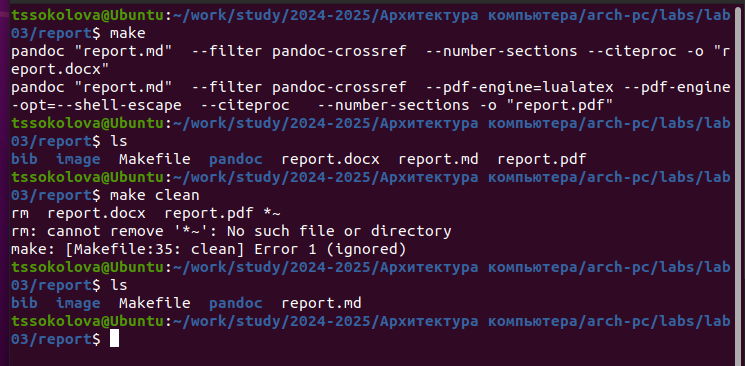 tssokolova@Ubuntu:~/work/study/2024-2025/Архитектура компьютера/arch-pc/labs/lab
03/report$ make
pandoc "report.md"  --filter pandoc-crossref  --number-sections --citeproc -o "r
eport.docx"
pandoc "report.md"  --filter pandoc-crossref  --pdf-engine=lualatex --pdf-engine
-opt=--shell-escape  --citeproc   --number-sections -o "report.pdf"
tssokolova@Ubuntu:~/work/study/2024-2025/Архитектура компьютера/arch-pc/labs/lab
03/report$ ls
bib  image  Makefile  pandoc  report.docx  report.md  report.pdf
tssokolova@Ubuntu:~/work/study/2024-2025/Архитектура компьютера/arch-pc/labs/lab
03/report$ make clean
rm  report.docx  report.pdf *~
rm: cannot remove '*~': No such file or directory
make: [Makefile:35: clean] Error 1 (ignored)
tssokolova@Ubuntu:~/work/study/2024-2025/Архитектура компьютера/arch-pc/labs/lab
03/report$ ls
bib  image  Makefile  pandoc  report.md
tssokolova@Ubuntu:~/work/study/2024-2025/Архитектура компьютера/arch-pc/labs/lab
03/report$